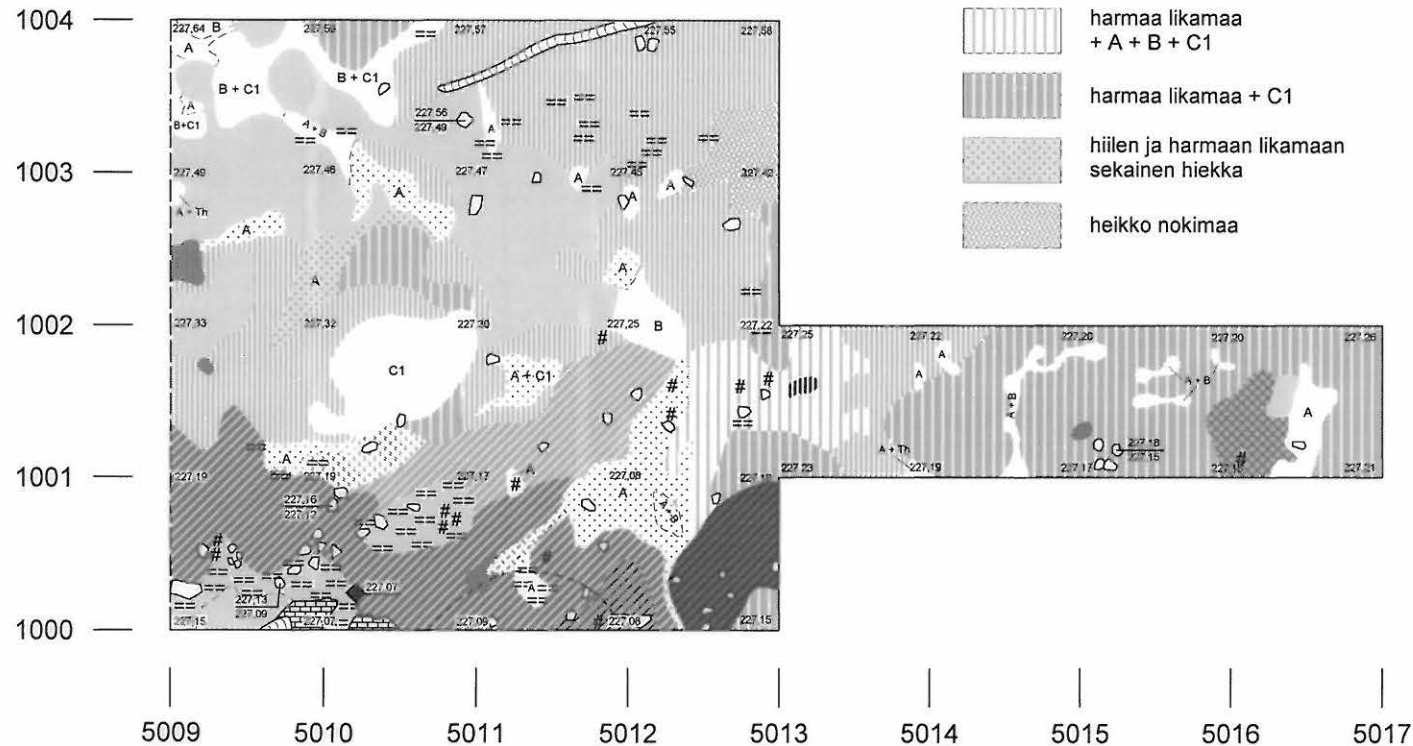 1004
1003
1002
1001
1000
5009
5010
5011
5012
5013
5014
5015
5016
5017
harmaa likamaa
+ A + B + C1
harmaa likamaa + C1
hiilen ja harmaan likamaan
sekainen hiekka
heikko nokimaa
227,64
B
227,57
227,55
227,58
A
B + C1
B + C1
A
B+C1
A + B
227,56
227,49
A
227,49
227,46
227,47
227,45
227,42
A
A
A
A
A + Th
A
A
A
227,33
227,32
227,30
227,25
B
227,22
227,25
227,22
227,20
227,20
227,26
C1
A + C1
A
A
A + B
A + B
A
A + Th
227,18
227,15
227,19
A
227,19
227,17
A
227,08
227,23
227,19
227,17
227,21
227,16
227,12
A
A + B
227,07
A
227,13
227,09
227,15
227,07
227,09
227,08
227,15